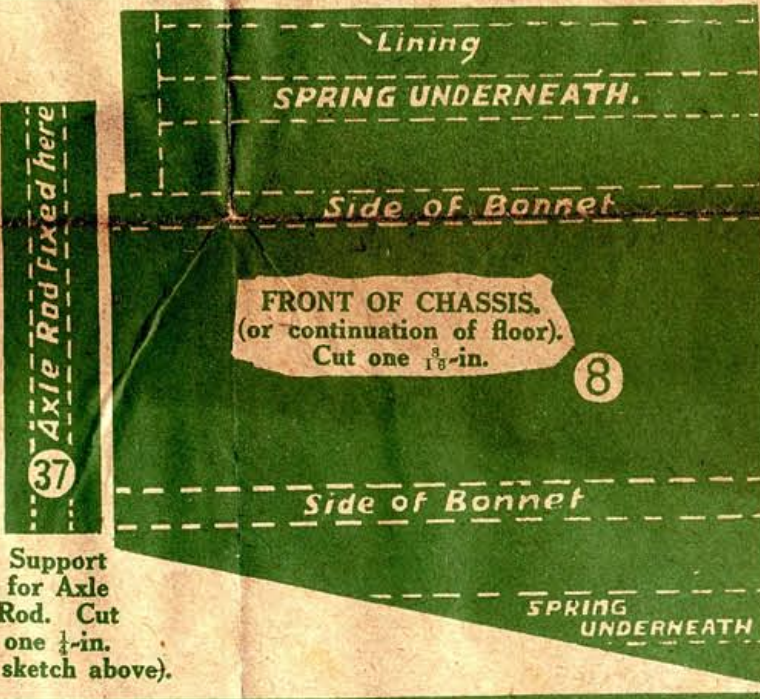 Lining
SPRING UNDERNEATH.
Side of Bonnet
Axle Rod Fixed here
37
FRONT OF CHASSIS.
(or continuation of floor).
Cut one 3/16-in.
8
Side of Bonnet
SPRING
UNDERNEATH
Support
for Axle
Rod. Cut
one 1/4-in.
sketch above).